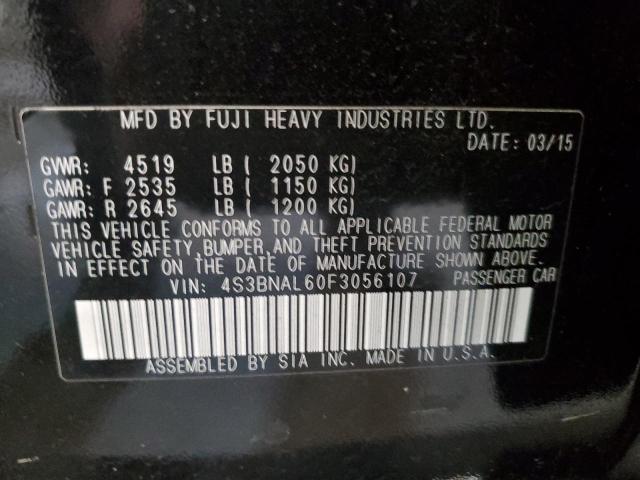 MFD BY FUJI HEAVY INDUSTRIES LTD.
DATE: 03/15
GVWR: 4519 LB ( 2050 KG)
GAWR: F 2535 LB ( 1150 KG)
GAWR: R 2645 LB ( 1200 KG)
THIS VEHICLE CONFORMS TO ALL APPLICABLE FEDERAL MOTOR
VEHICLE SAFETY, BUMPER, AND THEFT PREVENTION STANDARDS
IN EFFECT ON THE DATE OF MANUFACTURE SHOWN ABOVE.
VIN: 4S3BNAL60F3056107 PASSENGER CAR
ASSEMBLED BY SIA INC. MADE IN U.S.A.